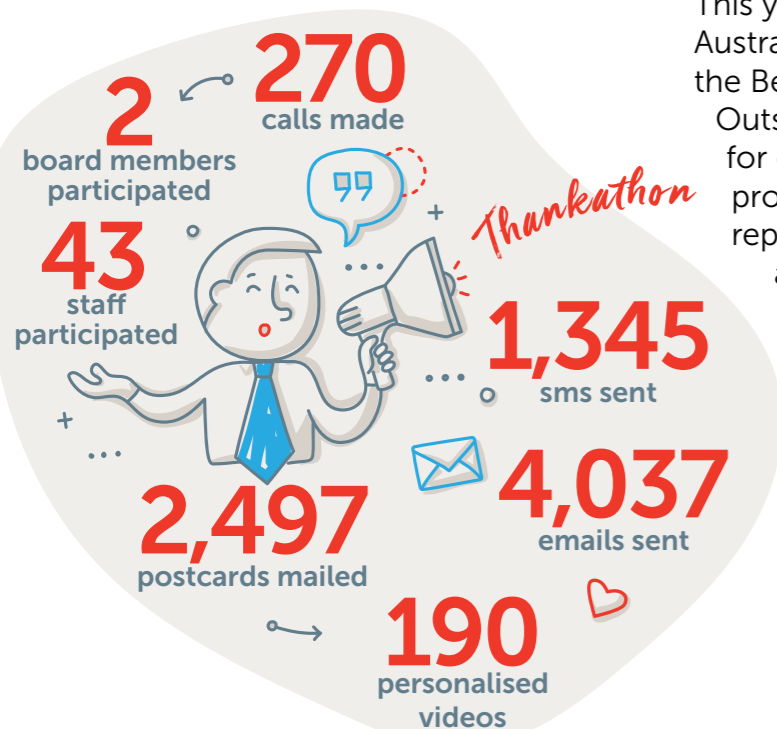 270
calls made
2
board members
participated
43
staff
participated
Thankathon
1,345
sms sent
4,037
emails sent
2,497
postcards mailed
190
personalised
videos
This
Austra
the Be
Outs
for
pro
rep